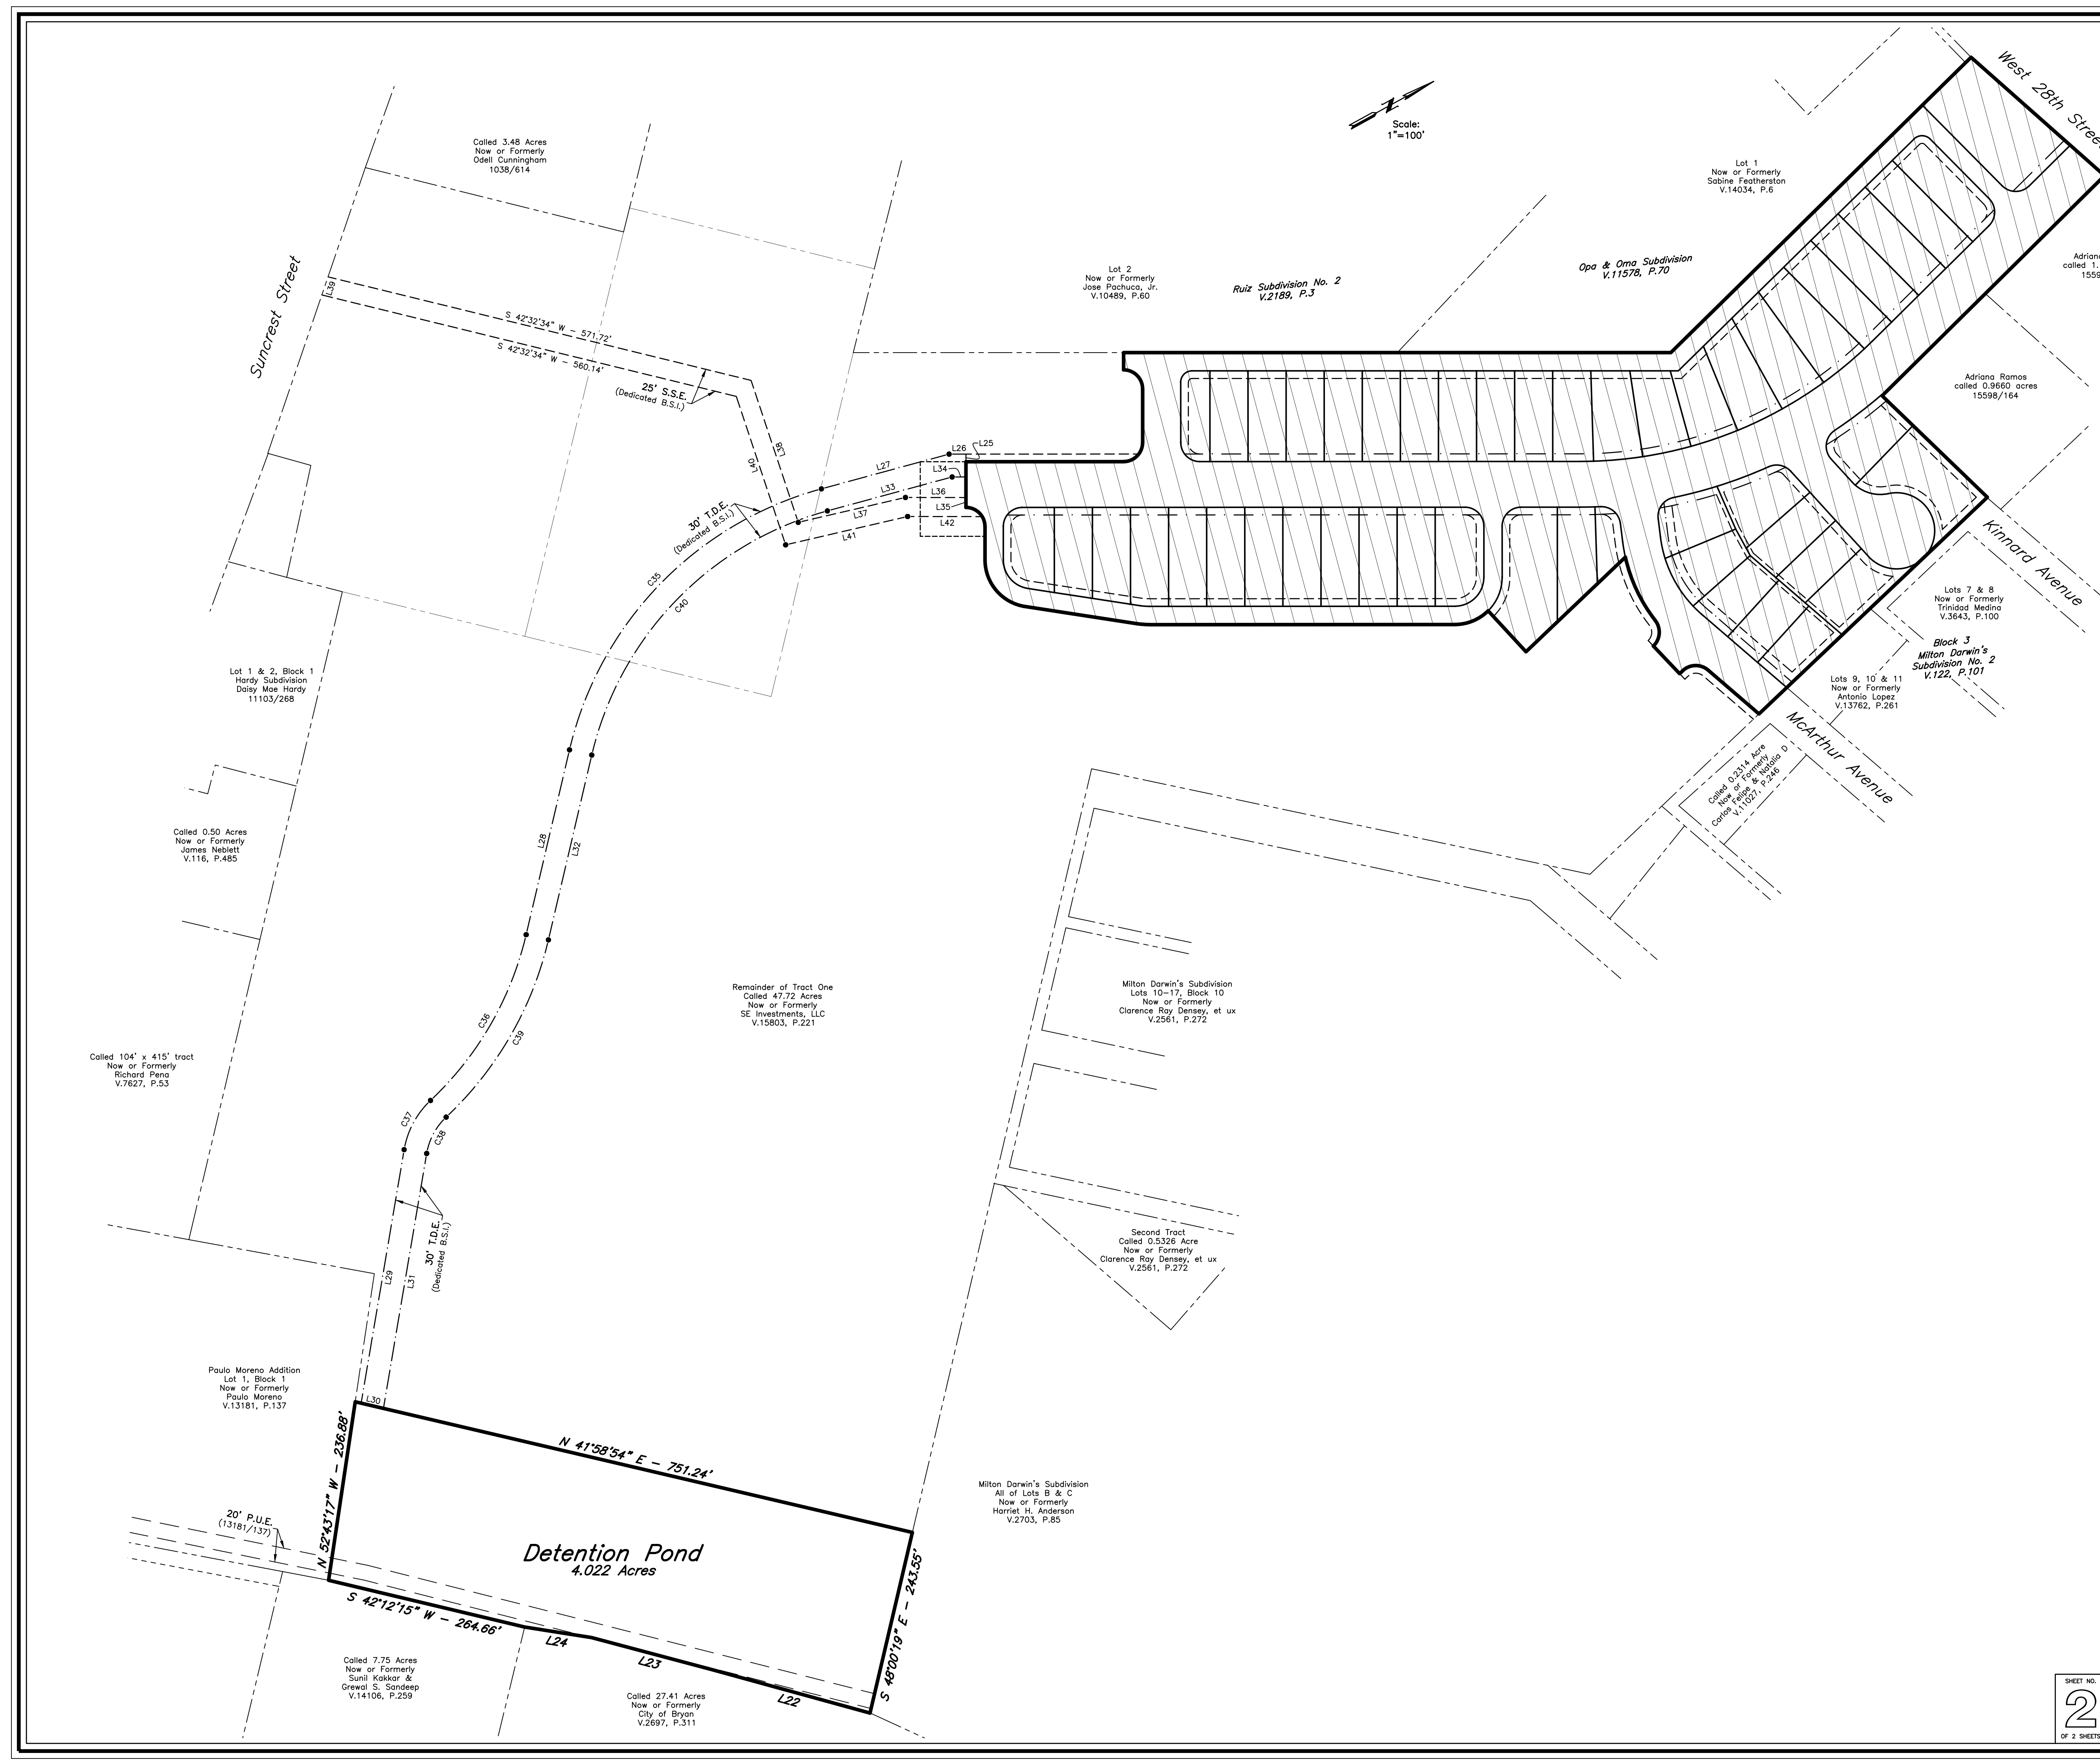 West 28th
Called 3.48 Acres
Now or Formerly
Odell Cunningham
1038/614
N
Scale:
1"=100'
Lot 1
Now or Formerly
Sabine Featherston
V.14034, P.6
Suncrest Street
L39
S 42°32'34" W - 571.72'
S 42°32'34" W - 560.14'
25' S.S.E.
(Dedicated B.S.I.)
Lot 2
Now or Formerly
Jose Pachuca, Jr.
V.10489, P.60
Ruiz Subdivision No. 2
V.2189, P.3
Opa & Oma Subdivision
V.11578, P.70
called 1.
Adriana Ramos
called 0.9660 acres
15598/164
L38
L40
L27
L26
L25
L34
L33
L36
L37
L35
L42
L41
30' T.D.E.
(Dedicated B.S.I.)
C35
C40
Kinnard Avenue
Lots 7 & 8
Now or Formerly
Trinidad Medina
V.3643, P.100
Block 3
Milton Darwin's
Subdivision No. 2
V.122, P.101
Lots 9, 10 & 11
Now or Formerly
Antonio Lopez
V.13762, P.261
McArthur Avenue
Called 0.2314 Acre
Now or Formerly
Carlos Felipe & Natalia D
V.11027, P.246
Lot 1 & 2, Block 1
Hardy Subdivision
Daisy Mae Hardy
11103/268
Called 0.50 Acres
Now or Formerly
James Neblett
V.116, P.485
L28
L32
Remainder of Tract One
Called 47.72 Acres
Now or Formerly
SE Investments, LLC
V.15803, P.221
Milton Darwin's Subdivision
Lots 10-17, Block 10
Now or Formerly
Clarence Ray Densey, et ux
V.2561, P.272
C36
C39
Called 104' x 415' tract
Now or Formerly
Richard Pena
V.7627, P.53
C37
C38
30' T.D.E.
(Dedicated B.S.I.)
L29
L31
Second Tract
Called 0.5326 Acre
Now or Formerly
Clarence Ray Densey, et ux
V.2561, P.272
Paulo Moreno Addition
Lot 1, Block 1
Now or Formerly
Paulo Moreno
V.13181, P.137
L30
N 41°58'54" E - 751.24'
N 52°43'17" W - 236.88'
Milton Darwin's Subdivision
All of Lots B & C
Now or Formerly
Harriet H. Anderson
V.2703, P.85
20' P.U.E.
(13181/137)
Detention Pond
4.022 Acres
S 48°00'19" E - 243.55'
S 42°12'15" W - 264.66'
L24
L23
L22
Called 7.75 Acres
Now or Formerly
Sunil Kakkar &
Grewal S. Sandeep
V.14106, P.259
Called 27.41 Acres
Now or Formerly
City of Bryan
V.2697, P.311
SHEET NO.
2
OF 2 SHEETS